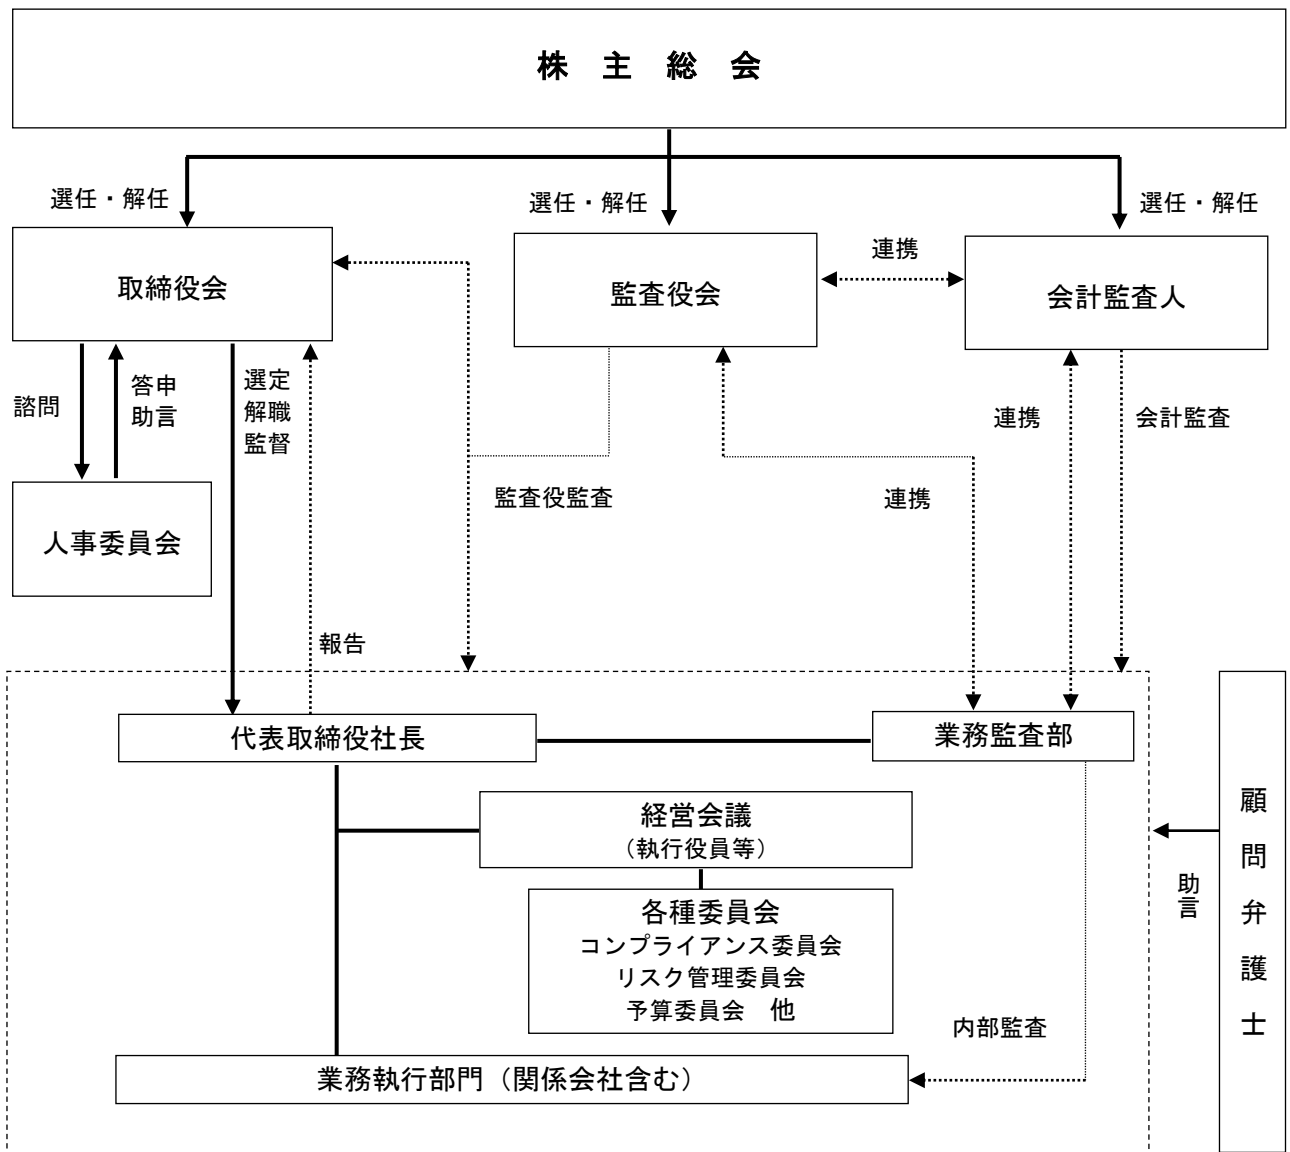 株 主 総 会
選任・解任
選任・解任
選任・解任
取締役会
監査役会
連携
会計監査人
諮問
答申
助言
選定
解職
監督
連携
会計監査
監査役監査
連携
人事委員会
報告
代表取締役社長
業務監査部
経営会議
（執行役員等）
各種委員会
コンプライアンス委員会
リスク管理委員会
予算委員会 他
内部監査
業務執行部門（関係会社含む）
助言
顧問弁護士